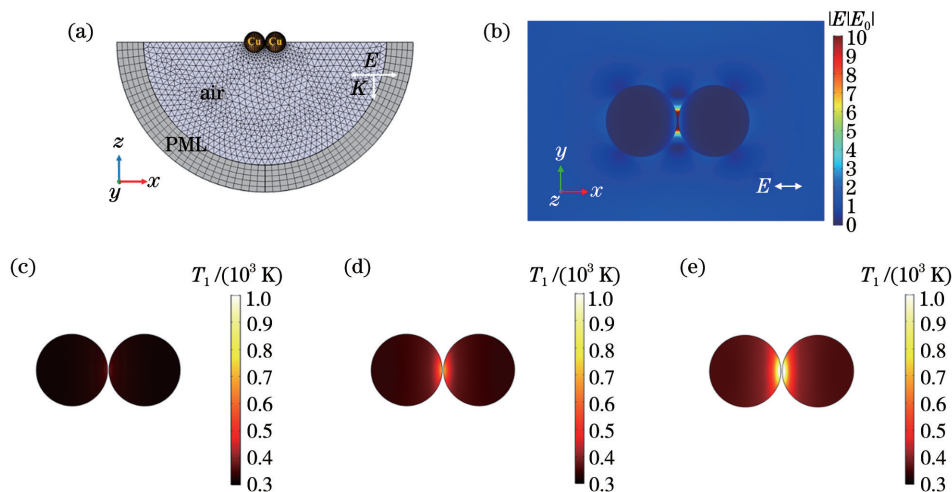 (a)
Cu Cu
E
K
air
PML
z
y x
(b)
|E|E₀|
10
9
8
7
6
5
4
3
2
1
0
y
z x
E
(c)
T₁ /(10³ K)
1.0
0.9
0.8
0.7
0.6
0.5
0.4
0.3
(d)
T₁ /(10³ K)
1.0
0.9
0.8
0.7
0.6
0.5
0.4
0.3
(e)
T₁ /(10³ K)
1.0
0.9
0.8
0.7
0.6
0.5
0.4
0.3